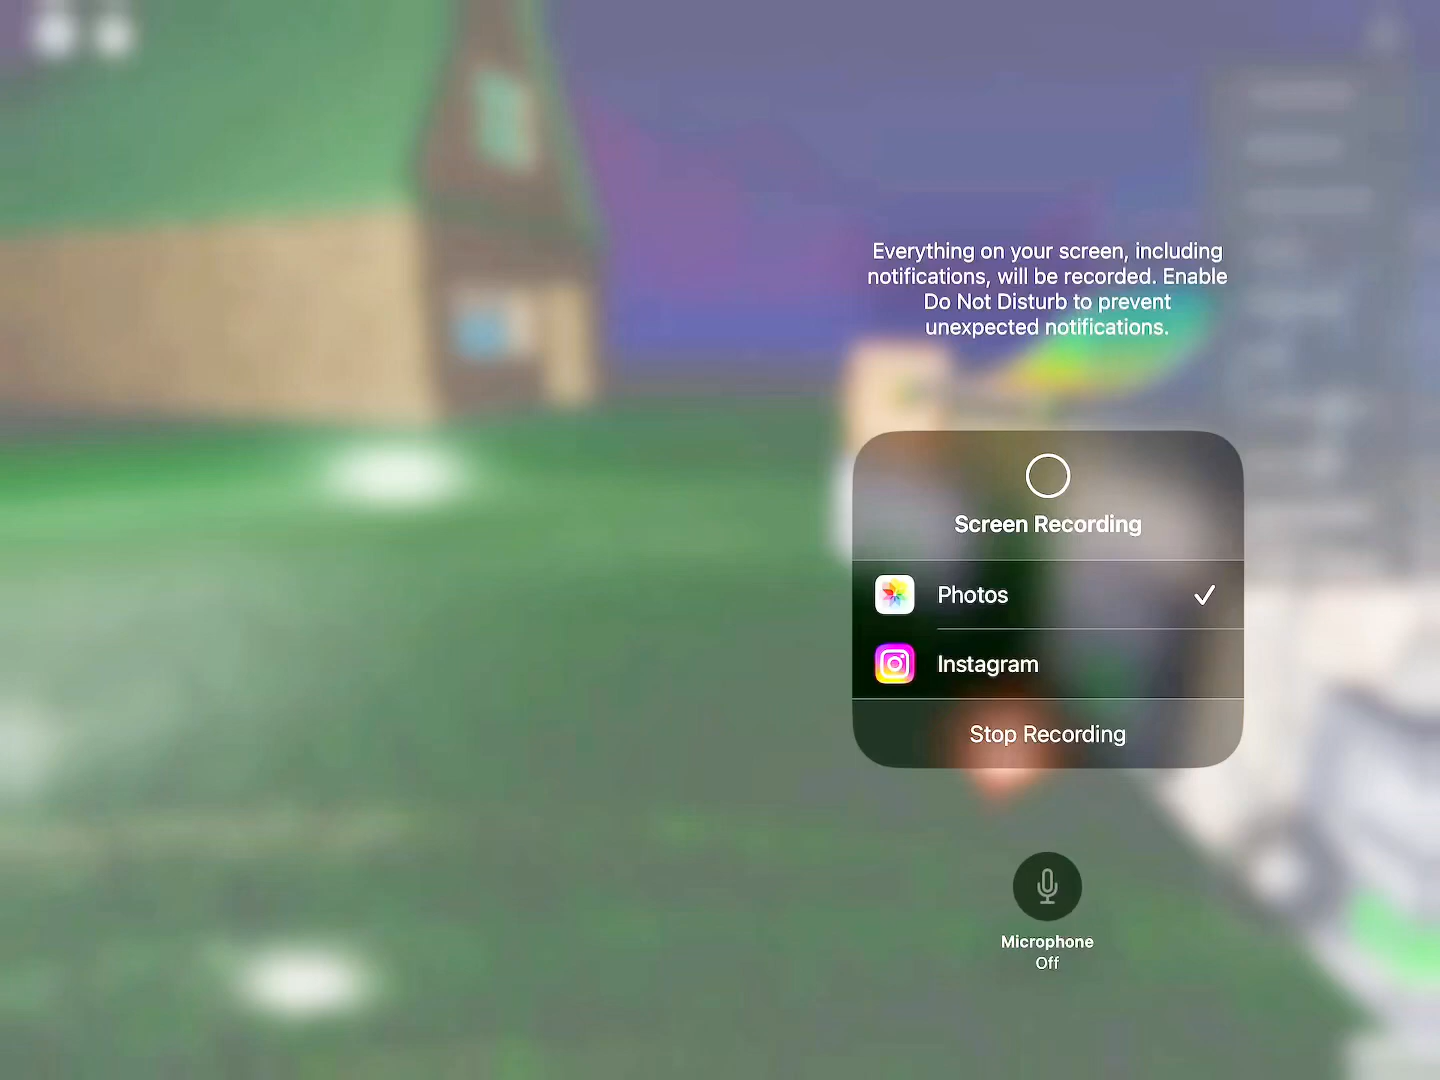 Everything on your screen, including
notifications, will be recorded. Enable
Do Not Disturb to prevent
unexpected notifications.
Screen Recording
Photos
Instagram
Stop Recording
Microphone
Off